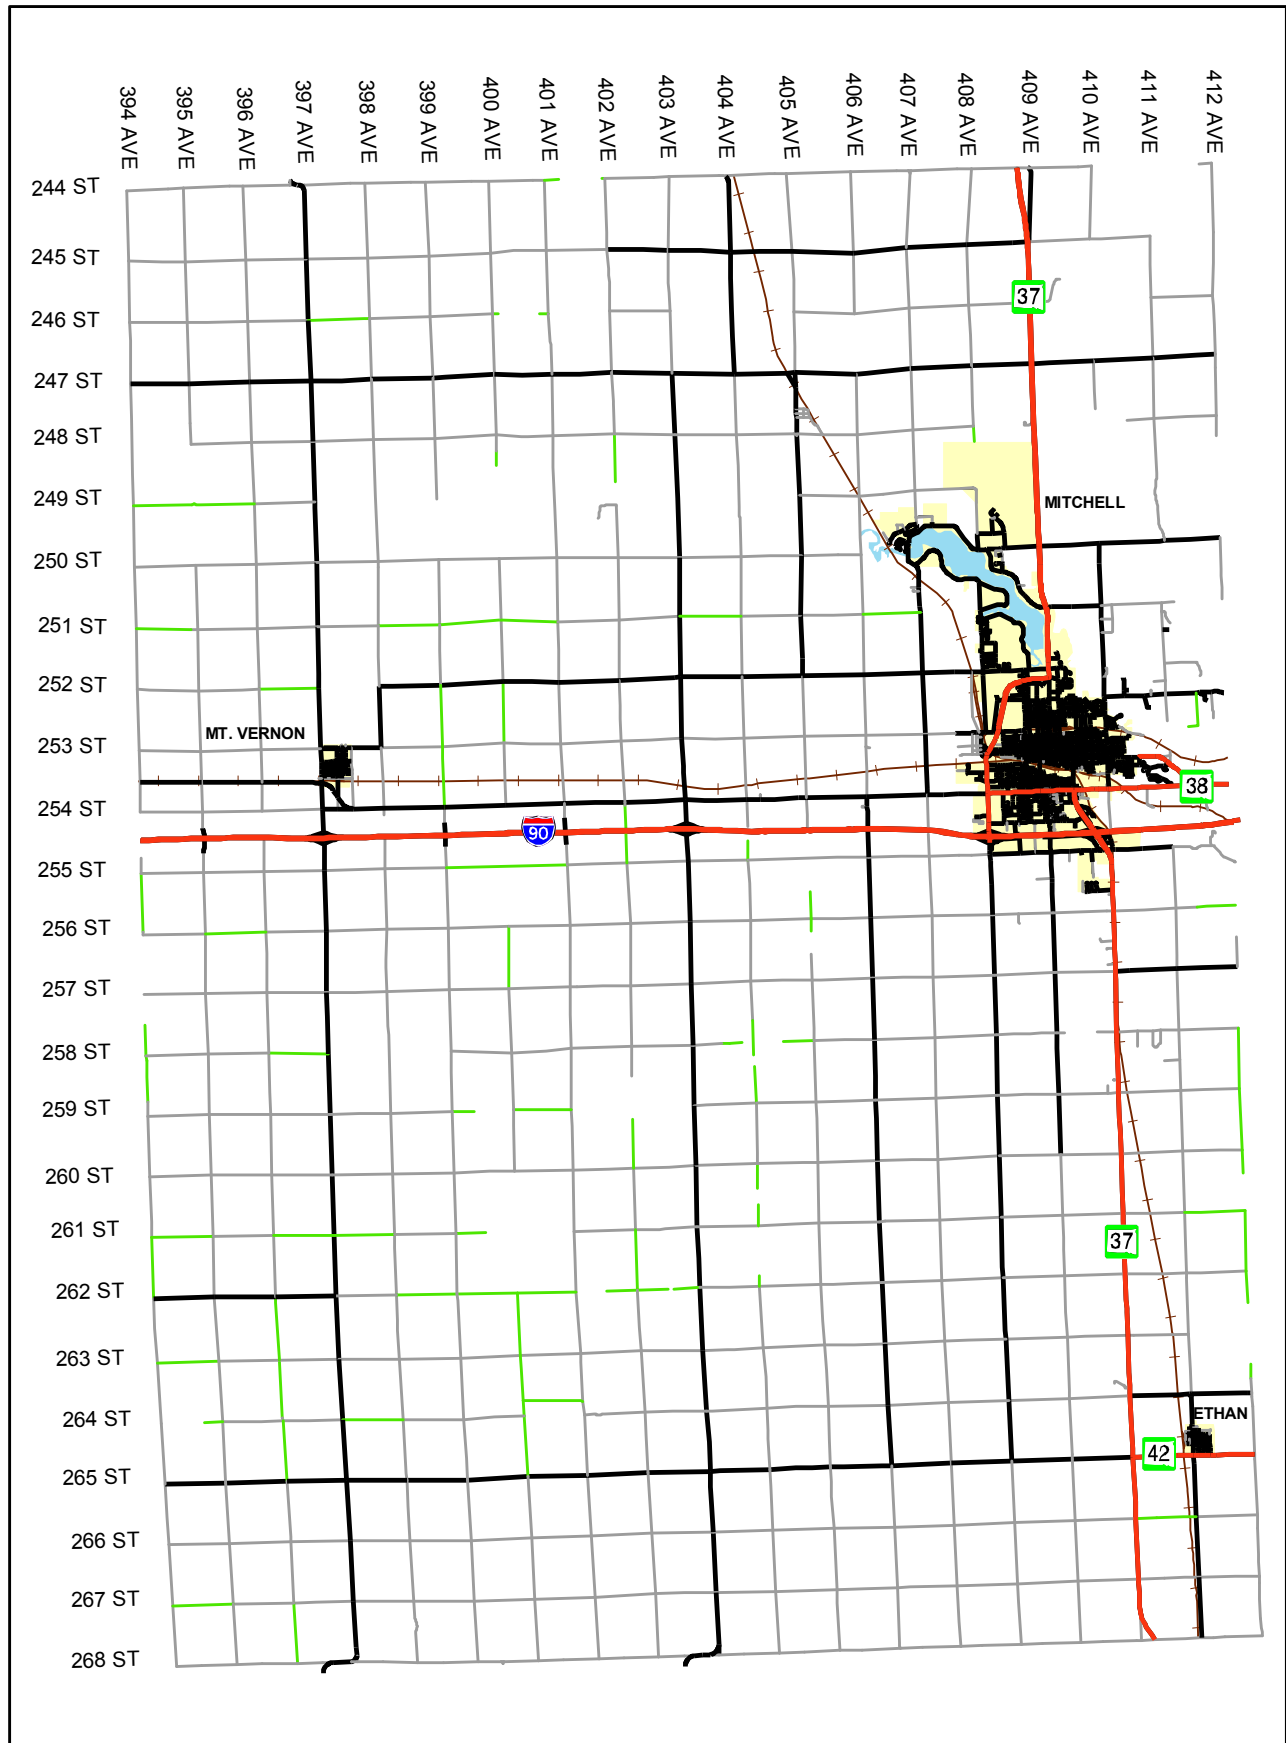 394 AVE
395 AVE
396 AVE
397 AVE
398 AVE
399 AVE
400 AVE
401 AVE
402 AVE
403 AVE
404 AVE
405 AVE
406 AVE
407 AVE
408 AVE
409 AVE
410 AVE
411 AVE
412 AVE
244 ST
245 ST
37
246 ST
247 ST
248 ST
249 ST
MITCHELL
250 ST
251 ST
252 ST
MT. VERNON
253 ST
38
254 ST
90
255 ST
256 ST
257 ST
258 ST
259 ST
260 ST
261 ST
37
262 ST
263 ST
264 ST
ETHAN
42
265 ST
266 ST
267 ST
268 ST